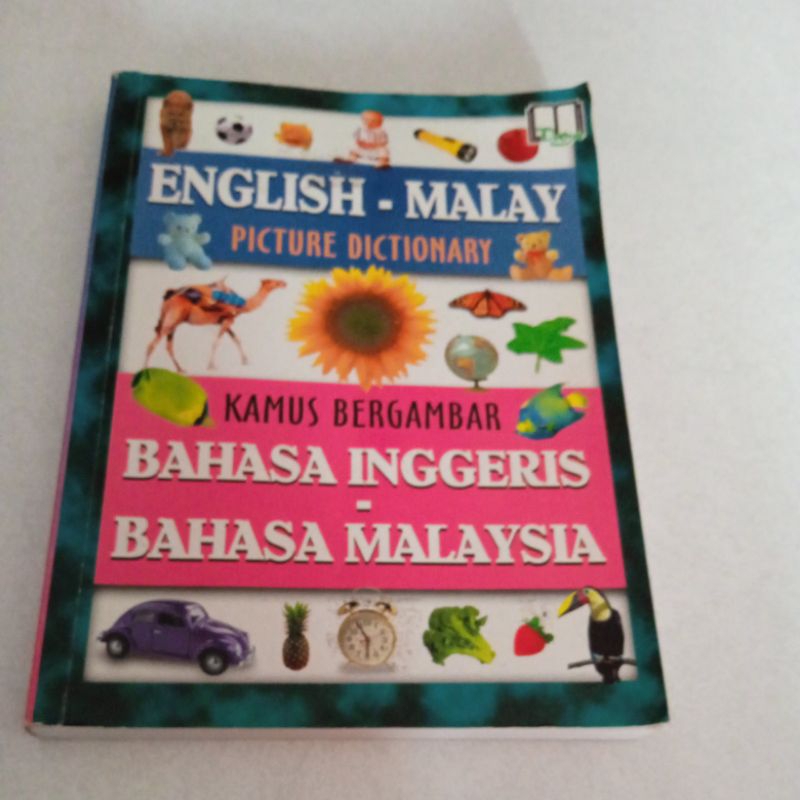 ENGLISH - MALAY
PICTURE DICTIONARY
KAMUS BERGAMBAR
BAHASA INGGERIS
-
BAHASA MALAYSIA